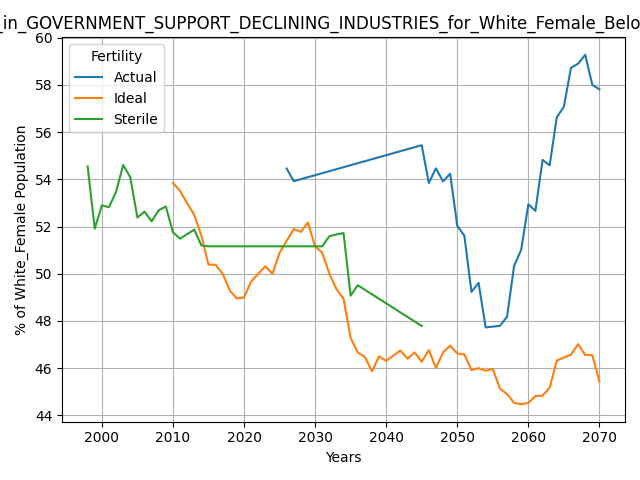 _in_GOVERNMENT_SUPPORT_DECLINING_INDUSTRIES_for_White_Female_Belo
Fertility
Actual
Ideal
Sterile
% of White_Female Population
60
58
56
54
52
50
48
46
44
2000
2010
2020
2030
2040
2050
2060
2070
Years